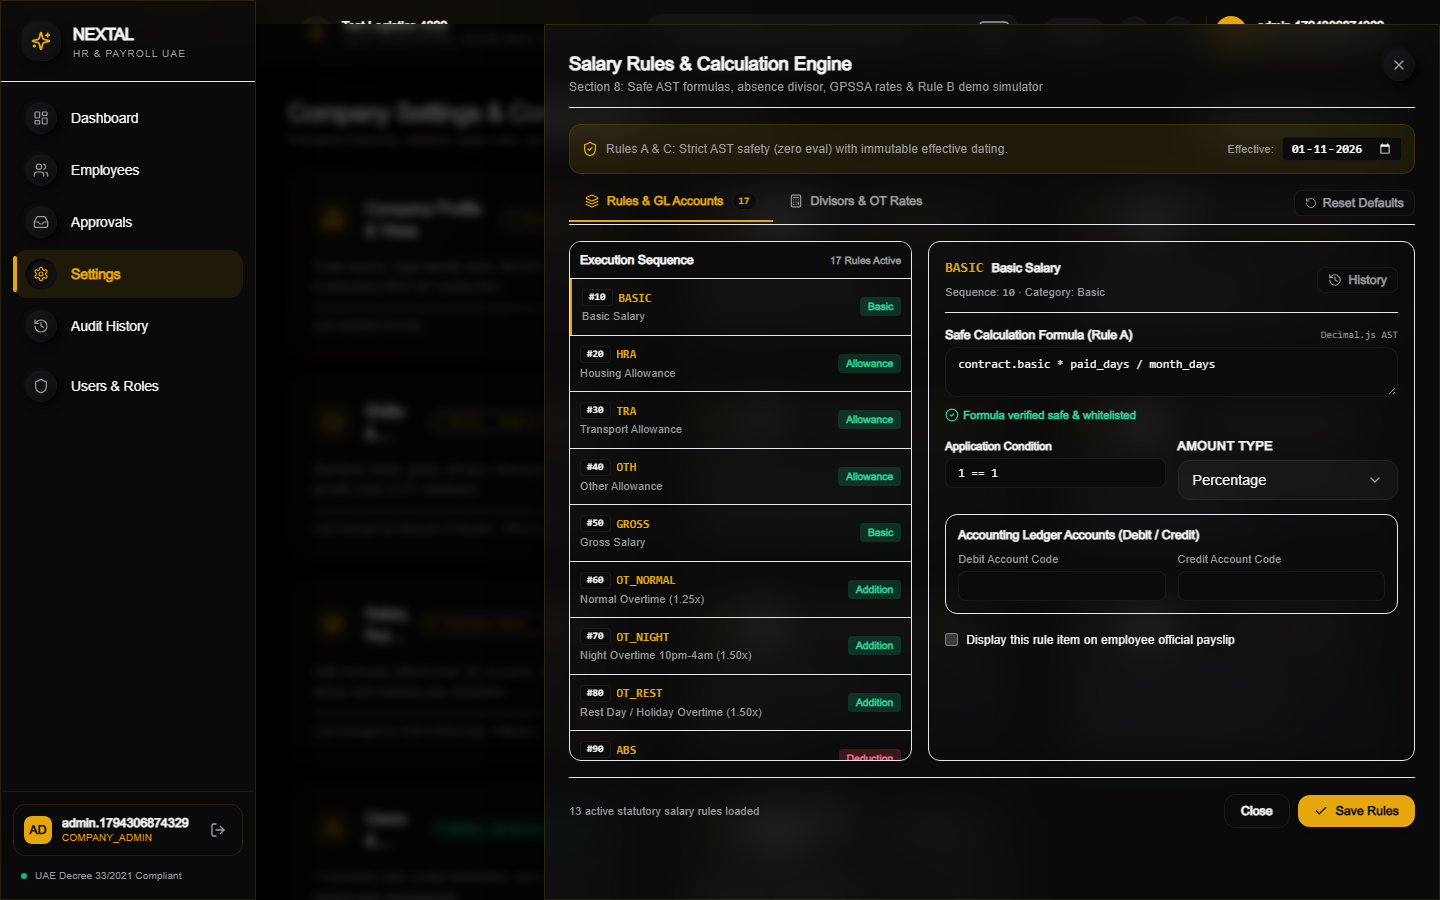 NEXTAL
HR & PAYROLL UAE
Dashboard
Employees
Approvals
Settings
Audit History
Users & Roles
AD
admin.1794306874329
COMPANY_ADMIN
UAE Decree 33/2021 Compliant
Salary Rules & Calculation Engine
Section 8: Safe AST formulas, absence divisor, GPSSA rates & Rule B demo simulator
Rules A & C: Strict AST safety (zero eval) with immutable effective dating.
Effective: 01-11-2026
Rules & GL Accounts 17
Divisors & OT Rates
Reset Defaults
Execution Sequence
17 Rules Active
#10 BASIC
Basic Salary
Basic
#20 HRA
Housing Allowance
Allowance
#30 TRA
Transport Allowance
Allowance
#40 OTH
Other Allowance
Allowance
#50 GROSS
Gross Salary
Basic
#60 OT_NORMAL
Normal Overtime (1.25x)
Addition
#70 OT_NIGHT
Night Overtime 10pm-4am (1.50x)
Addition
#80 OT_REST
Rest Day / Holiday Overtime (1.50x)
Addition
#90 ABS
Deduction
BASIC Basic Salary
Sequence: 10 · Category: Basic
History
Safe Calculation Formula (Rule A)
Decimal.js AST
contract.basic * paid_days / month_days
Formula verified safe & whitelisted
Application Condition
1 == 1
AMOUNT TYPE
Percentage
Accounting Ledger Accounts (Debit / Credit)
Debit Account Code
Credit Account Code
Display this rule item on employee official payslip
13 active statutory salary rules loaded
Close
Save Rules